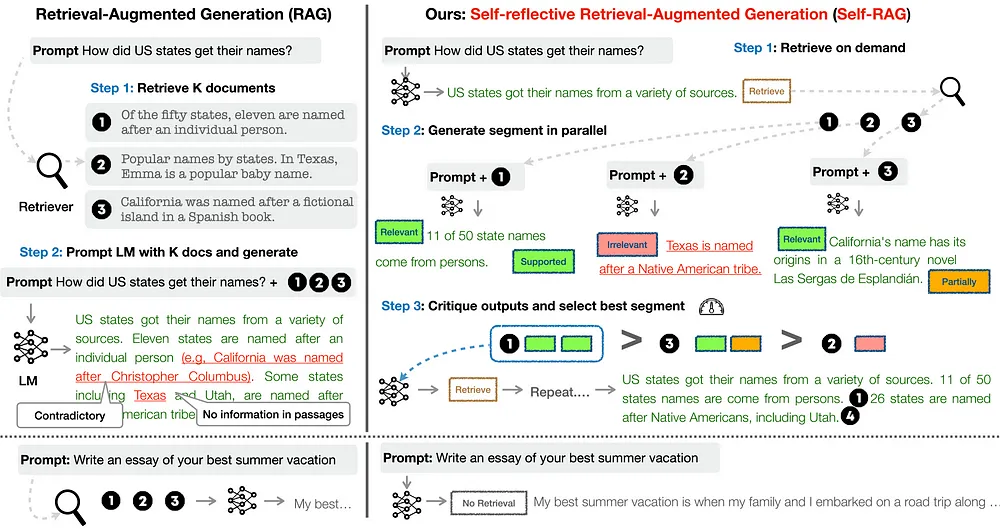 Retrieval-Augmented Generation (RAG)
Prompt How did US states get their names?
Step 1: Retrieve K documents
1 Of the fifty states, eleven are named
after an individual person.
2 Popular names by states. In Texas,
Emma is a popular baby name.
3 California was named after a fictional
island in a Spanish book.
Retriever
Step 2: Prompt LM with K docs and generate
Prompt How did US states get their names? + 1 2 3
LM
US states got their names from a variety of
sources. Eleven states are named after an
individual person (e.g, California was named
after Christopher Columbus). Some states
including Texas and Utah, are named after
merican tribe
Contradictory
No information in passages
Prompt: Write an essay of your best summer vacation
1 2 3
My best…
Ours: Self-reflective Retrieval-Augmented Generation (Self-RAG)
Prompt How did US states get their names?
Step 1: Retrieve on demand
US states got their names from a variety of sources. Retrieve
1 2 3
Step 2: Generate segment in parallel
Prompt + 1
Relevant 11 of 50 state names
come from persons. Supported
Prompt + 2
Irrelevant Texas is named
after a Native American tribe.
Prompt + 3
Relevant California's name has its
origins in a 16th-century novel
Las Sergas de Esplandián. Partially
Step 3: Critique outputs and select best segment
1 > 3 > 2
Retrieve
Repeat.…
US states got their names from a variety of sources. 11 of 50
states names are come from persons. 1 26 states are named
after Native Americans, including Utah. 4
Prompt: Write an essay of your best summer vacation
No Retrieval
My best summer vacation is when my family and I embarked on a road trip along …